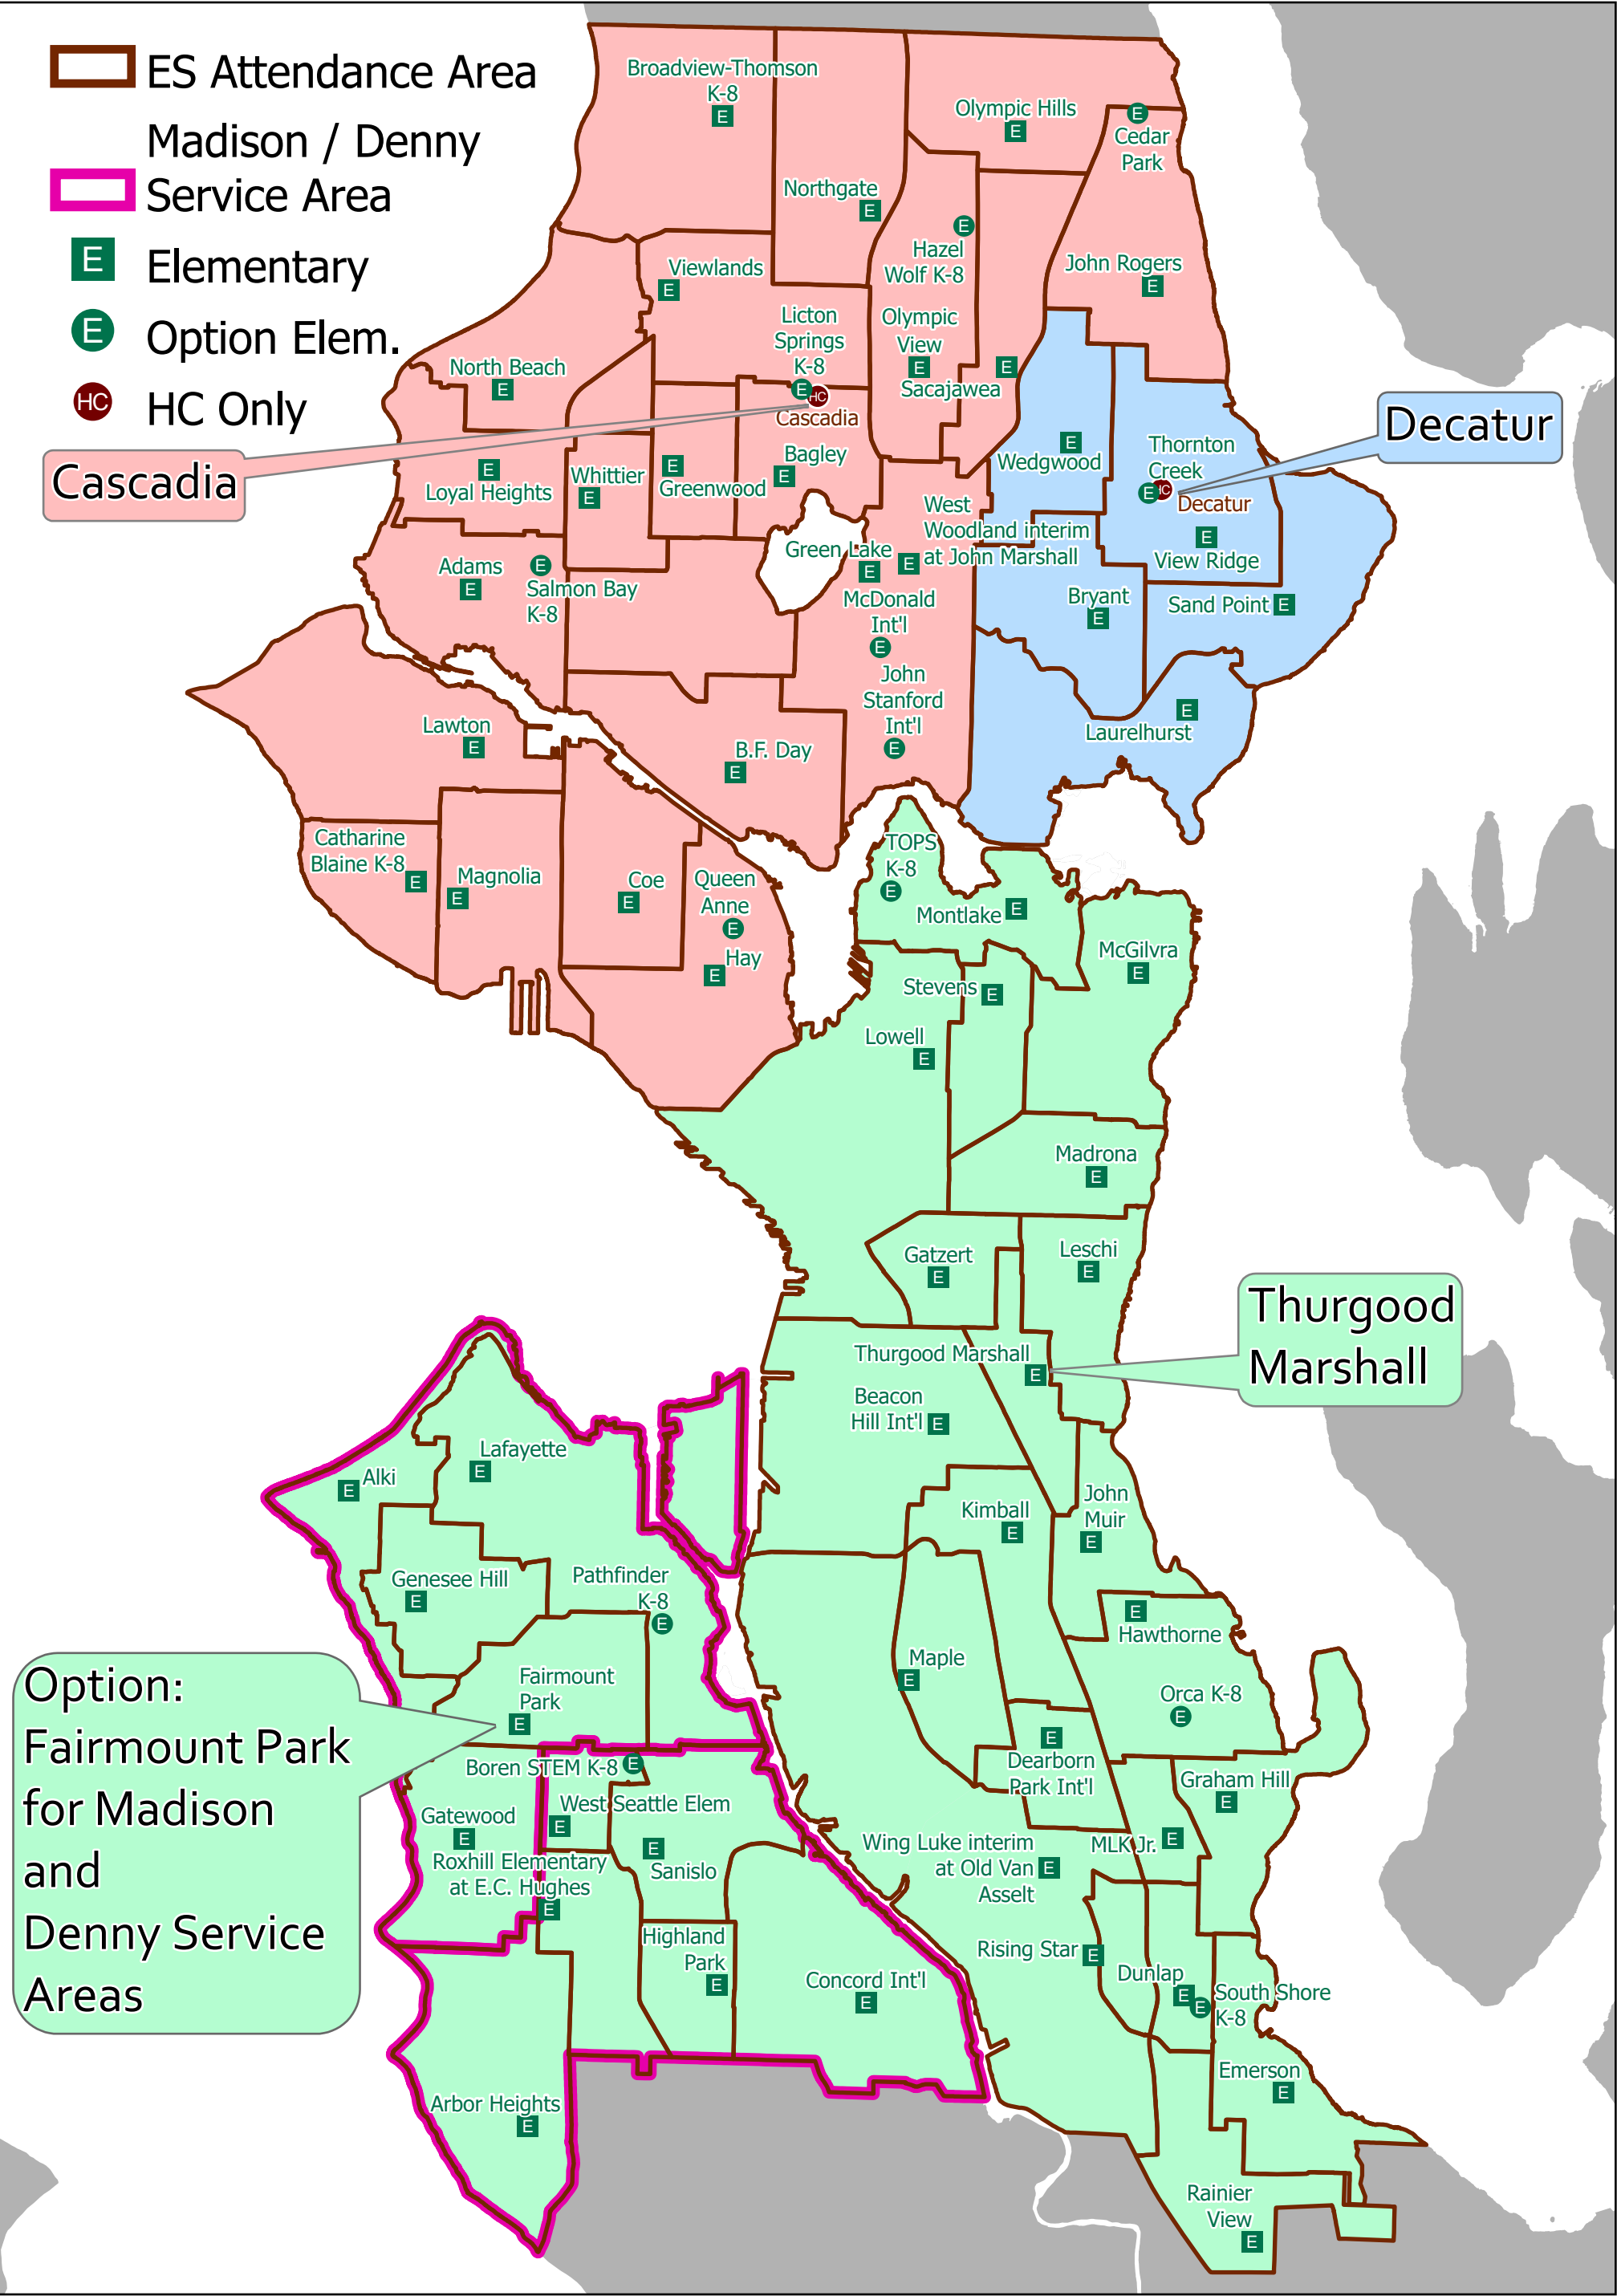 ES Attendance Area
Madison / Denny
Service Area
E
Elementary
E
Option Elem.
HC
HC Only
Cascadia
Decatur
Thurgood
Marshall
Option:
Fairmount Park
for Madison
and
Denny Service
Areas
Broadview-Thomson
K-8
E
Olympic Hills
E
E
Cedar
Park
Northgate
E
E
Hazel
Wolf K-8
John Rogers
E
Viewlands
E
Licton
Springs
K-8
E
HC
Cascadia
Olympic
View
E
E
Sacajawea
North Beach
E
Loyal Heights
E
Whittier
E
Greenwood
E
Bagley
E
Wedgwood
E
Thornton
Creek
E
HC
Decatur
West
Woodland interim
at John Marshall
E
Green Lake
E
View Ridge
E
Adams
E
E
Salmon Bay
K-8
McDonald
Int'l
E
Bryant
E
Sand Point
E
John
Stanford
Int'l
E
Laurelhurst
E
Lawton
E
B.F. Day
E
Catharine
Blaine K-8
E
Magnolia
E
Coe
E
Queen
Anne
E
Hay
E
TOPS
K-8
E
Montlake
E
McGilvra
E
Stevens
E
Lowell
E
Madrona
E
Gatzert
E
Leschi
E
Thurgood Marshall
E
Beacon
Hill Int'l
E
Lafayette
E
Alki
E
Kimball
E
John
Muir
E
Genesee Hill
E
Pathfinder
K-8
E
Hawthorne
E
Maple
E
Fairmount
Park
E
Orca K-8
E
Dearborn
Park Int'l
E
Boren STEM K-8
E
Graham Hill
E
Gatewood
E
West Seattle Elem
E
MLK Jr.
E
Wing Luke interim
at Old Van
Asselt
E
Sanislo
E
Roxhill Elementary
at E.C. Hughes
E
Highland
Park
E
Rising Star
E
Concord Int'l
E
Dunlap
E
E
South Shore
K-8
Emerson
E
Arbor Heights
E
Rainier
View
E